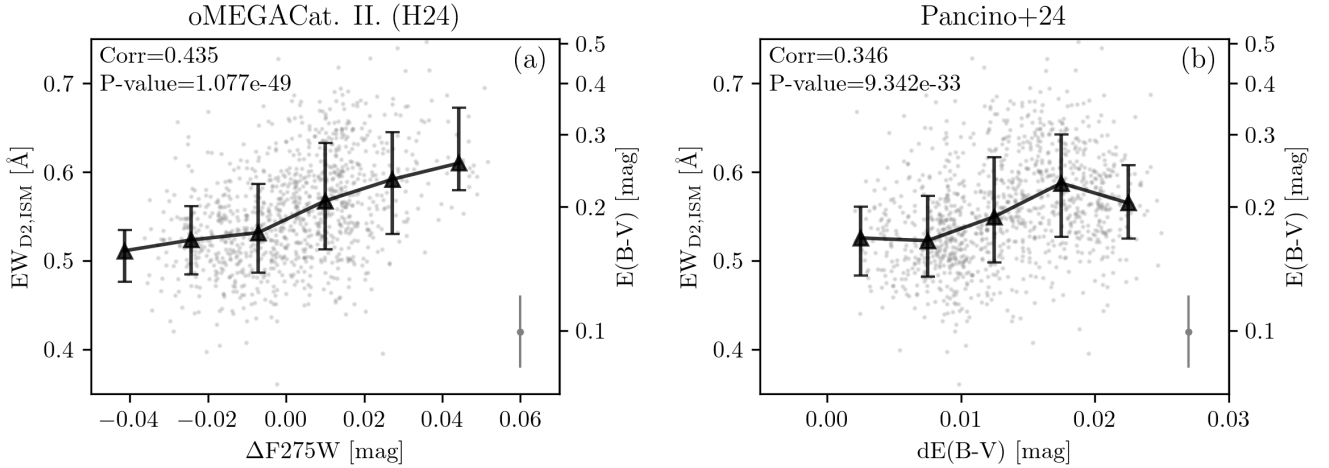 oMEGACat. II. (H24)
Corr=0.435
P-value=1.077e-49
(a)
0.7
0.6
0.5
0.4
EW_D2,ISM [Å]
0.5
0.4
0.3
0.2
0.1
E(B-V) [mag]
−0.04 −0.02 0.00 0.02 0.04 0.06
ΔF275W [mag]
Pancino+24
Corr=0.346
P-value=9.342e-33
(b)
0.7
0.6
0.5
0.4
EW_D2,ISM [Å]
0.5
0.4
0.3
0.2
0.1
E(B-V) [mag]
0.00 0.01 0.02 0.03
dE(B-V) [mag]